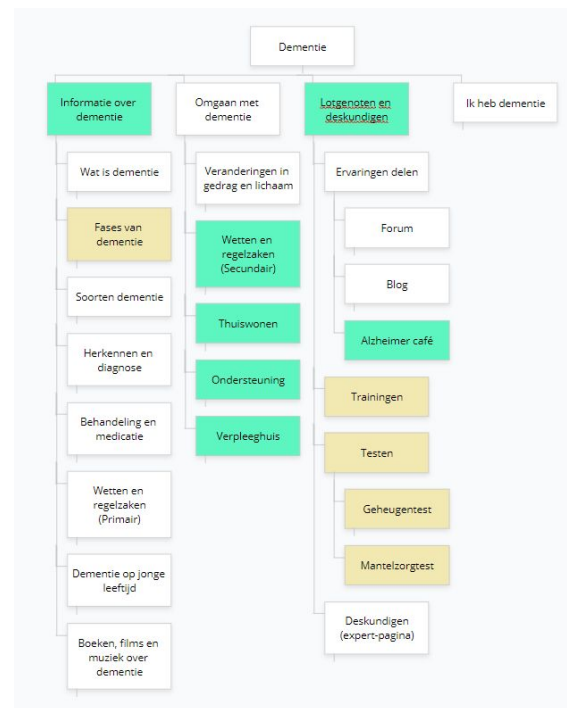 Dementie
Informatie over
dementie
Omgaan met
dementie
Lotgenoten en
deskundigen
Ik heb dementie
Wat is dementie
Fases van
dementie
Soorten dementie
Herkennen en
diagnose
Behandeling en
medicatie
Wetten en
regelzaken
(Primair)
Dementie op jonge
leeftijd
Boeken, films en
muziek over
dementie
Veranderingen in
gedrag en lichaam
Wetten en
regelzaken
(Secundair)
Thuiswonen
Ondersteuning
Verpleeghuis
Ervaringen delen
Forum
Blog
Alzheimer café
Trainingen
Testen
Geheugentest
Mantelzorgtest
Deskundigen
(expert-pagina)